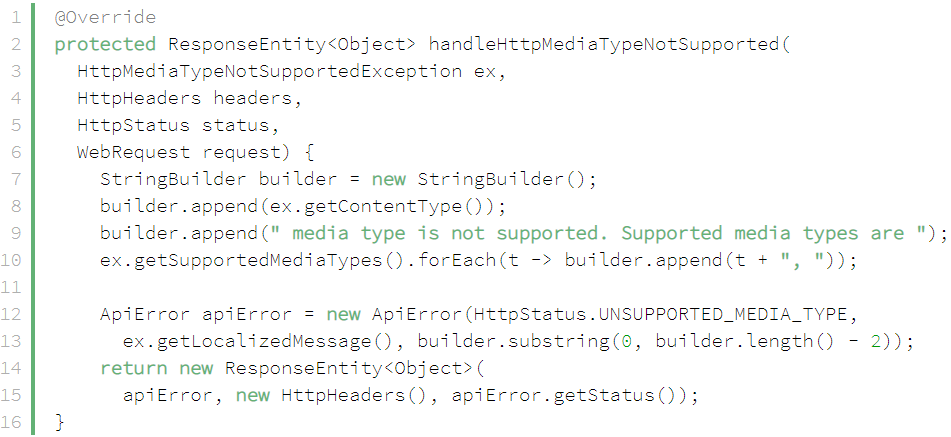 1 @Override
2 protected ResponseEntity<Object> handleHttpMediaTypeNotSupported(
3   HttpMediaTypeNotSupportedException ex,
4   HttpHeaders headers,
5   HttpStatus status,
6   WebRequest request) {
7     StringBuilder builder = new StringBuilder();
8     builder.append(ex.getContentType());
9     builder.append(" media type is not supported. Supported media types are ");
10     ex.getSupportedMediaTypes().forEach(t -> builder.append(t + ", "));
11
12     ApiError apiError = new ApiError(HttpStatus.UNSUPPORTED_MEDIA_TYPE,
13       ex.getLocalizedMessage(), builder.substring(0, builder.length() - 2));
14     return new ResponseEntity<Object>(
15       apiError, new HttpHeaders(), apiError.getStatus());
16 }